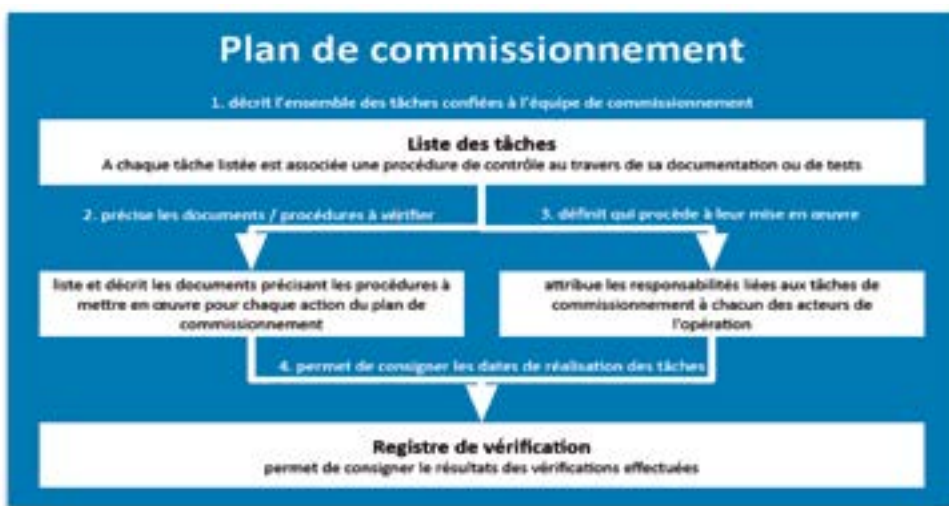 Plan de commissionnement
1. décrit l'ensemble des tâches confiées à l'équipe de commissionnement
Liste des tâches
A chaque tâche listée est associée une procédure de contrôle au travers de sa documentation ou de tests
2. précise les documents / procédures à vérifier
3. définit qui procède à leur mise en œuvre
liste et décrit les documents précisant les procédures à
mettre en œuvre pour chaque action du plan de
commissionnement
attribue les responsabilités liées aux tâches de
commissionnement à chacun des acteurs de
l'opération
4. permet de consigner les dates de réalisation des tâches
Registre de vérification
permet de consigner le résultats des vérifications effectuées